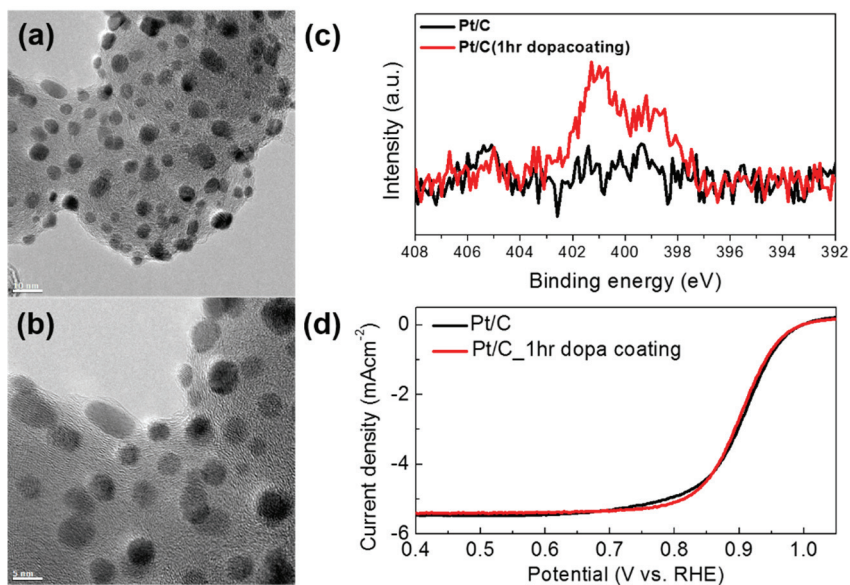 (a)
10 nm
(b)
5 nm
(c)
Pt/C
Pt/C(1hr dopacoating)
Intensity (a.u.)
408 406 404 402 400 398 396 394 392
Binding energy (eV)
(d)
Pt/C
Pt/C_1hr dopa coating
Current density (mAcm-2)
0
-2
-4
-6
0.4 0.5 0.6 0.7 0.8 0.9 1.0
Potential (V vs. RHE)